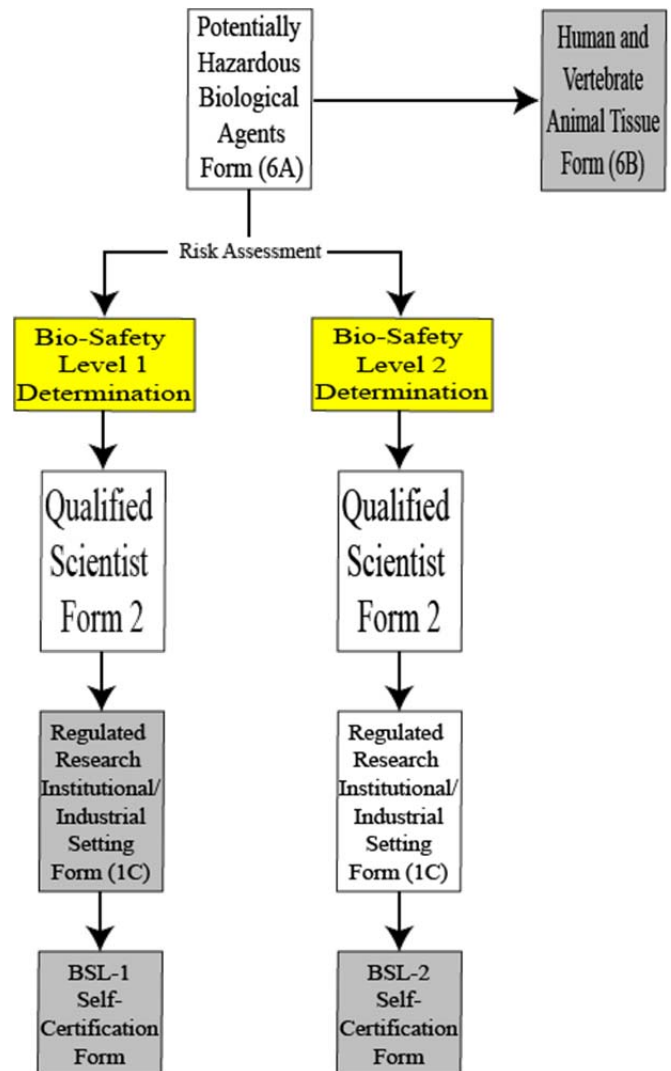 Potentially
Hazardous
Biological
Agents
Form (6A)
Human and
Vertebrate
Animal Tissue
Form (6B)
Risk Assessment
Bio-Safety
Level 1
Determination
Bio-Safety
Level 2
Determination
Qualified
Scientist
Form 2
Qualified
Scientist
Form 2
Regulated
Research
Institutional/
Industrial
Setting
Form (1C)
Regulated
Research
Institutional/
Industrial
Setting
Form (1C)
BSL-1
Self-
Certification
Form
BSL-2
Self-
Certification
Form